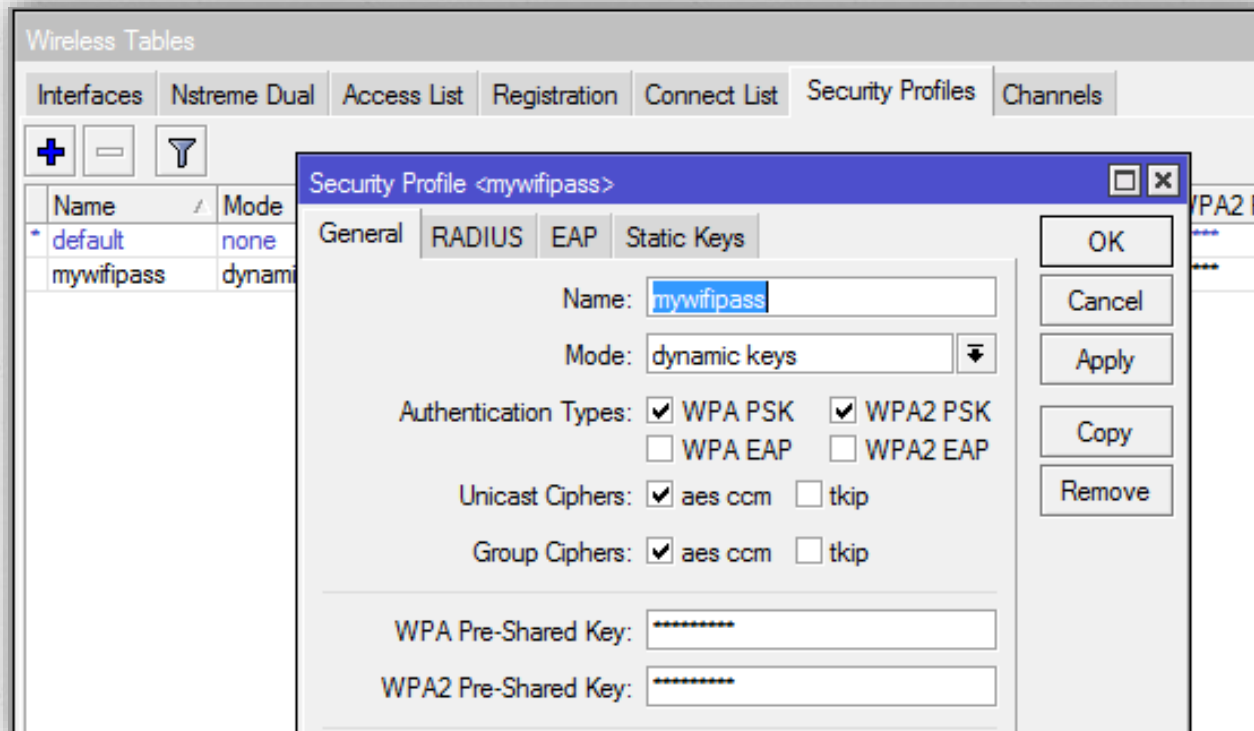 Wireless Tables
Interfaces Nstreme Dual Access List Registration Connect List Security Profiles Channels
Name Mode
* default none
mywifipass
Security Profile <mywifipass>
General RADIUS EAP Static Keys
Name: mywifipass
Mode: dynamic keys
Authentication Types: WPA PSK WPA2 PSK
WPA EAP WPA2 EAP
Unicast Ciphers: aes ccm tkip
Group Ciphers: aes ccm tkip
WPA Pre-Shared Key: *********
WPA2 Pre-Shared Key: *********
OK
Cancel
Apply
Copy
Remove